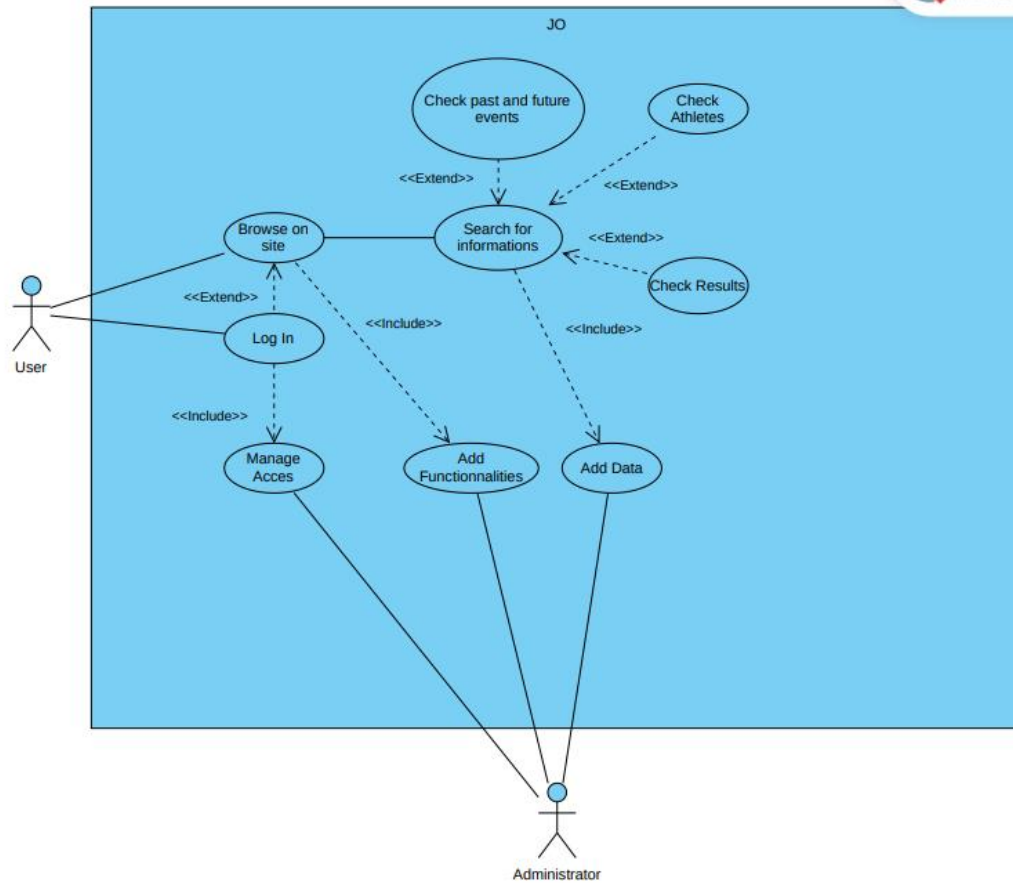 JO
Check past and future
events
Check
Athletes
<<Extend>>
<<Extend>>
Browse on
site
Search for
informations
<<Extend>>
Check Results
<<Extend>>
<<Include>>
<<Include>>
Log In
User
<<Include>>
Manage
Acces
Add
Functionnalities
Add Data
Administrator